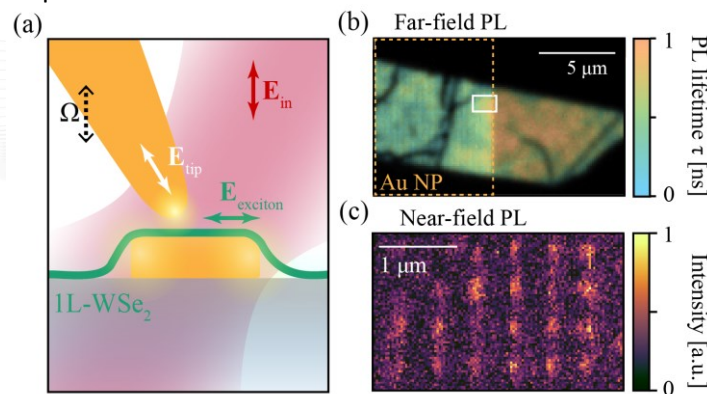 (a)
Ω
E_in
E_tip
E_exciton
1L-WSe₂
(b)
Far-field PL
5 μm
Au NP
1
PL lifetime τ [ns]
0
(c)
Near-field PL
1 μm
1
Intensity [a.u.]
0